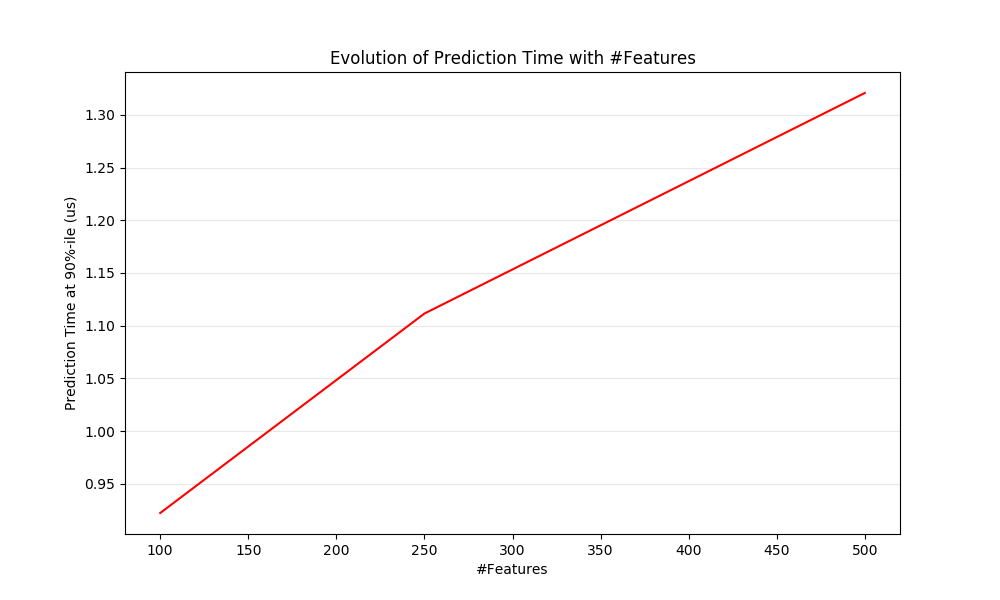 Evolution of Prediction Time with #Features
Prediction Time at 90%-ile (us)
1.30
1.25
1.20
1.15
1.10
1.05
1.00
0.95
100 150 200 250 300 350 400 450 500
#Features